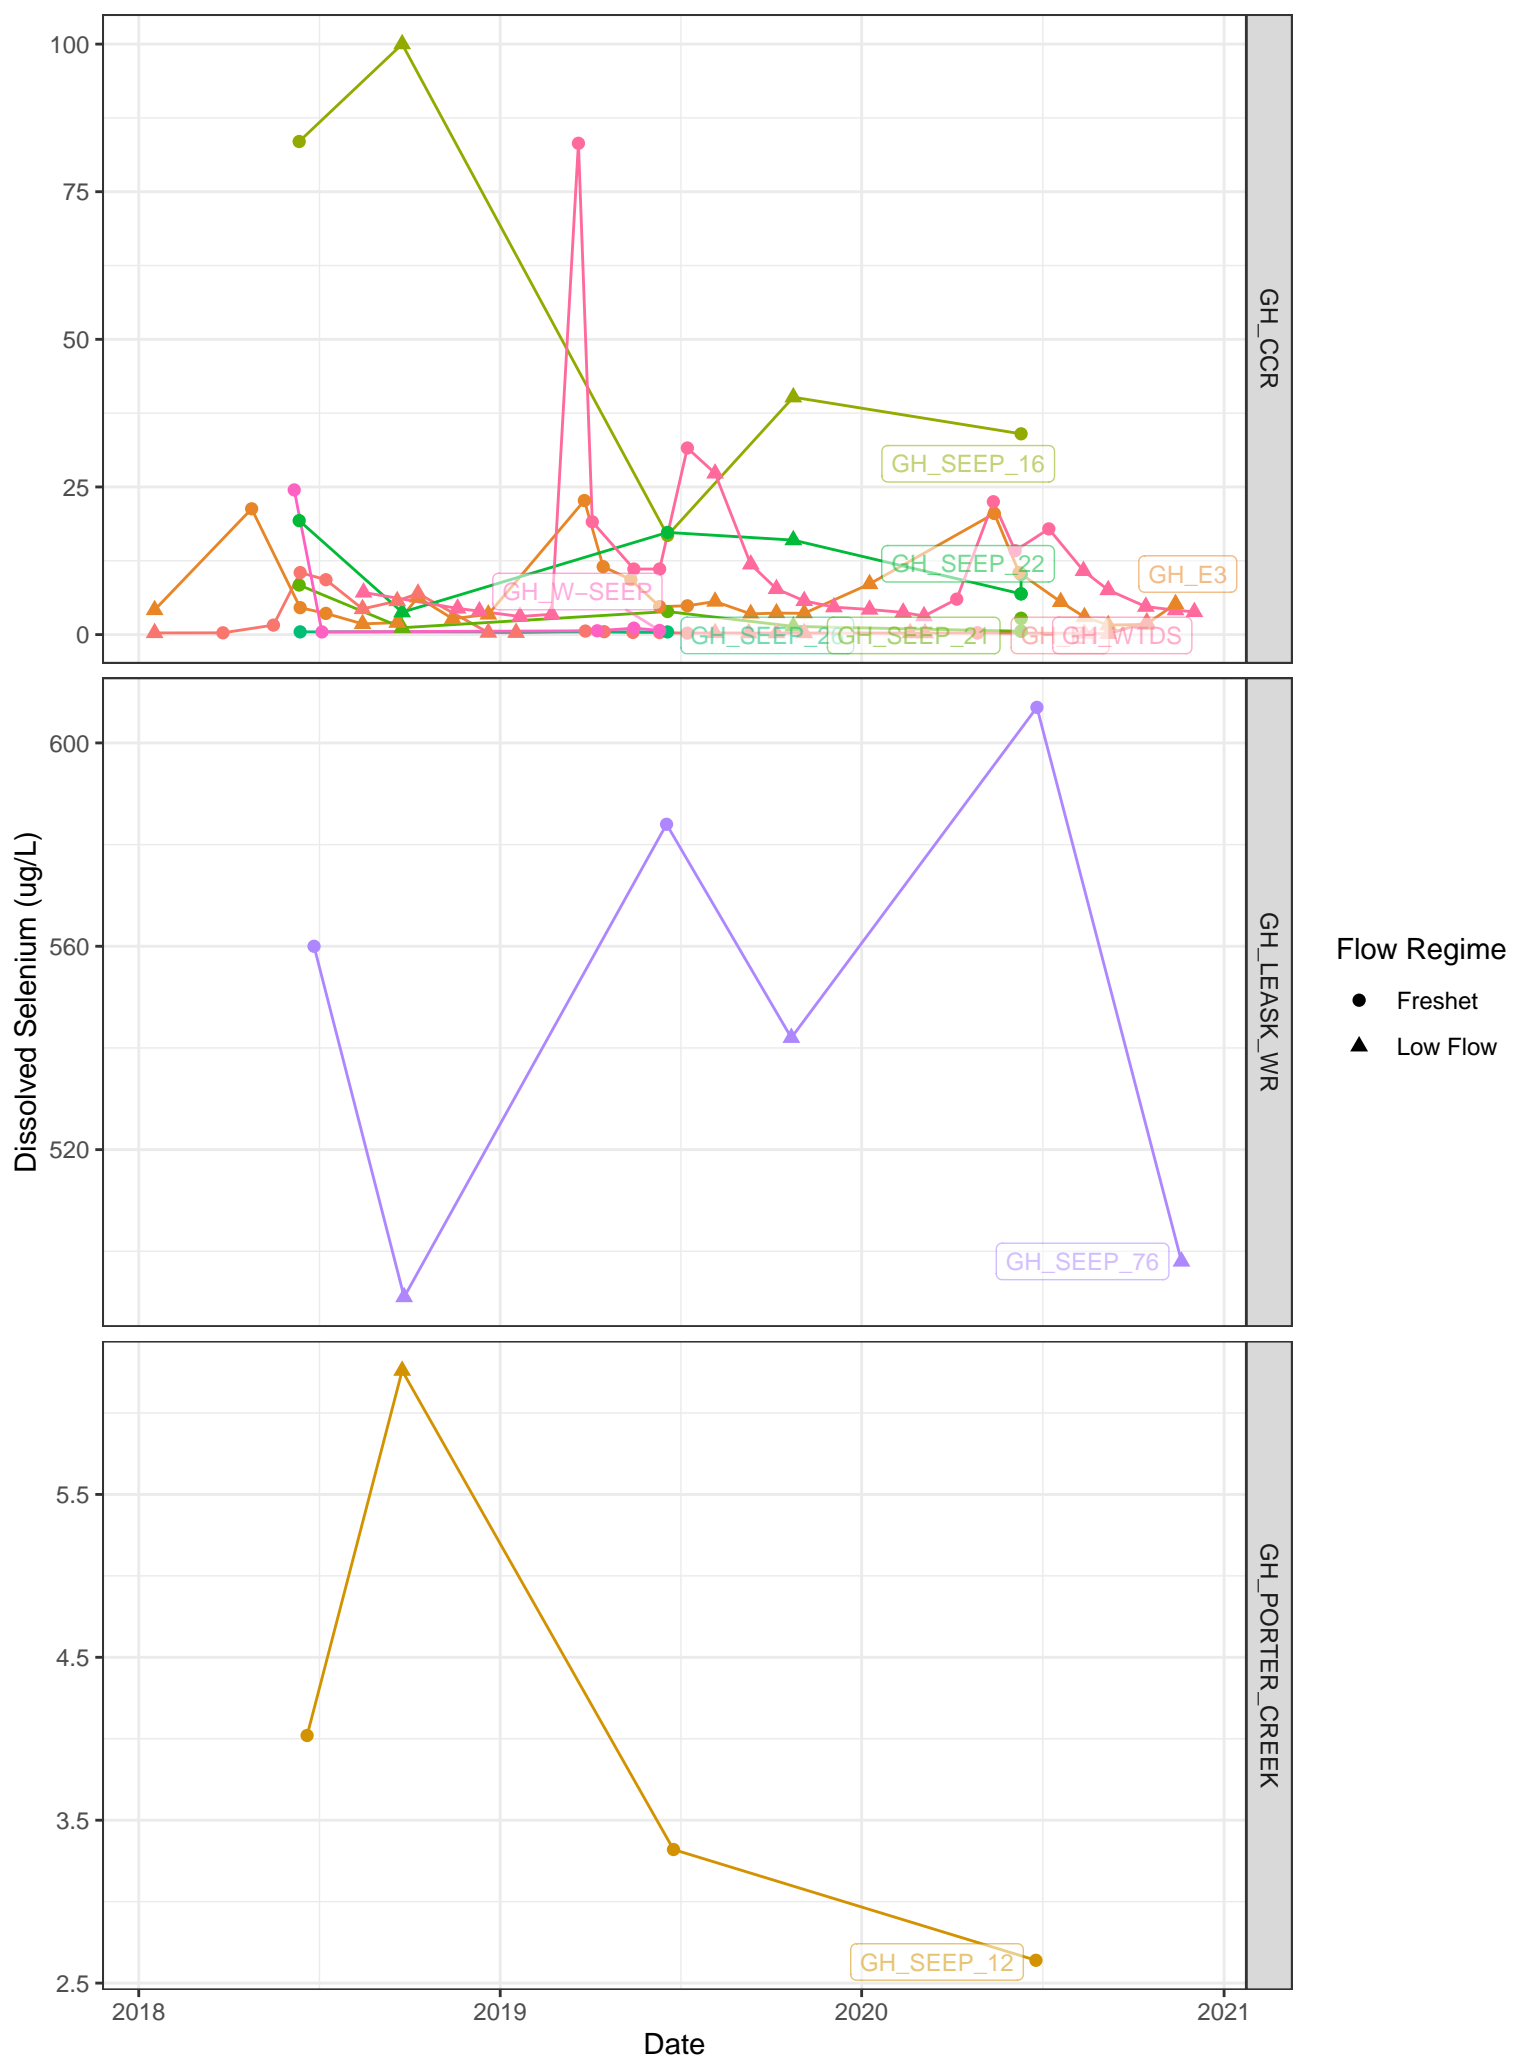 100
75
50
25
0
GH_SEEP_16
GH_SEEP_22
GH_E3
GH_W−SEEP
GH_SEEP_2
GH_SEEP_21
GH_
GH_WTDS
GH_CCR
600
560
520
GH_SEEP_76
GH_LEASK_WR
5.5
4.5
3.5
2.5
GH_SEEP_12
GH_PORTER_CREEK
2018
2019
2020
2021
Date
Dissolved Selenium (ug/L)
Flow Regime
Freshet
Low Flow